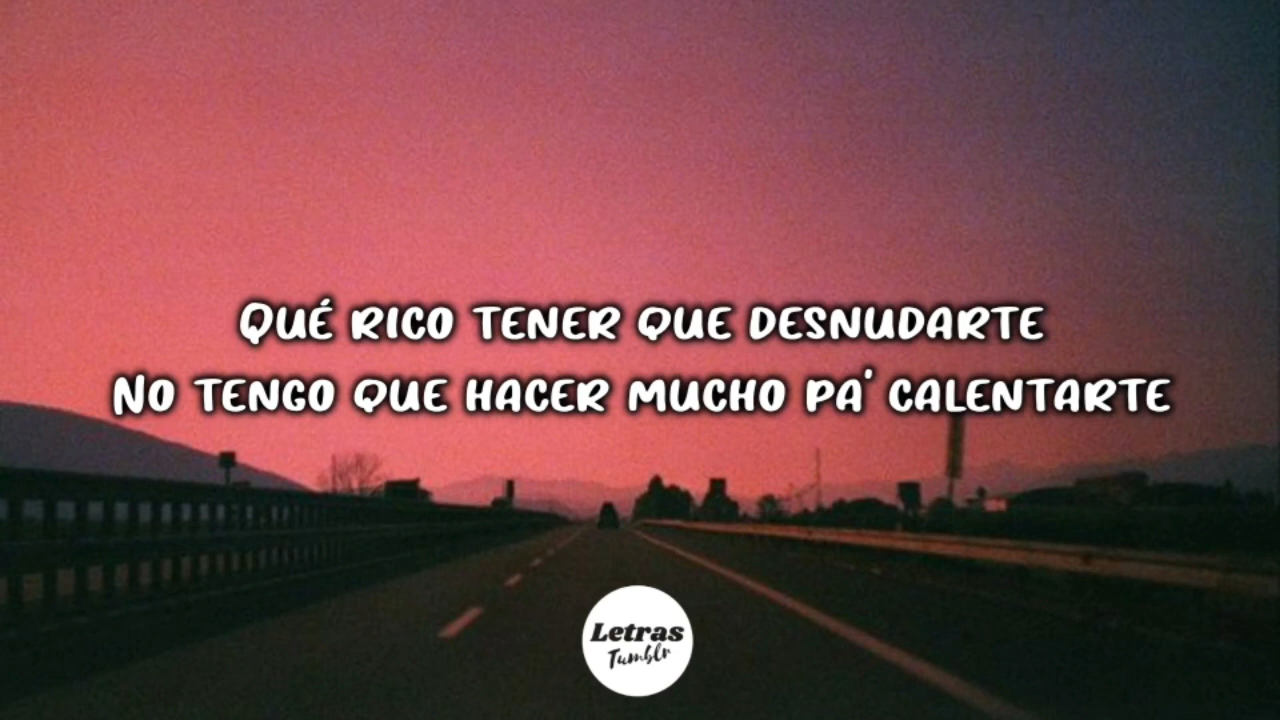 Qué rico tener que desnudarte
No tengo que hacer mucho pa' calentarte
Letras
Tumblr